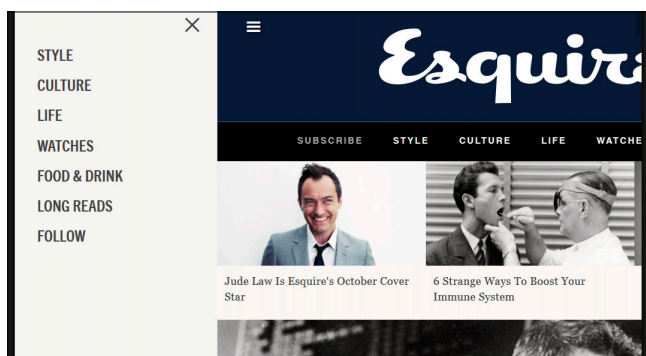 STYLE
CULTURE
LIFE
WATCHES
FOOD & DRINK
LONG READS
FOLLOW
Esquir
SUBSCRIBE STYLE CULTURE LIFE WATCHE
Jude Law Is Esquire's October Cover
Star
6 Strange Ways To Boost Your
Immune System